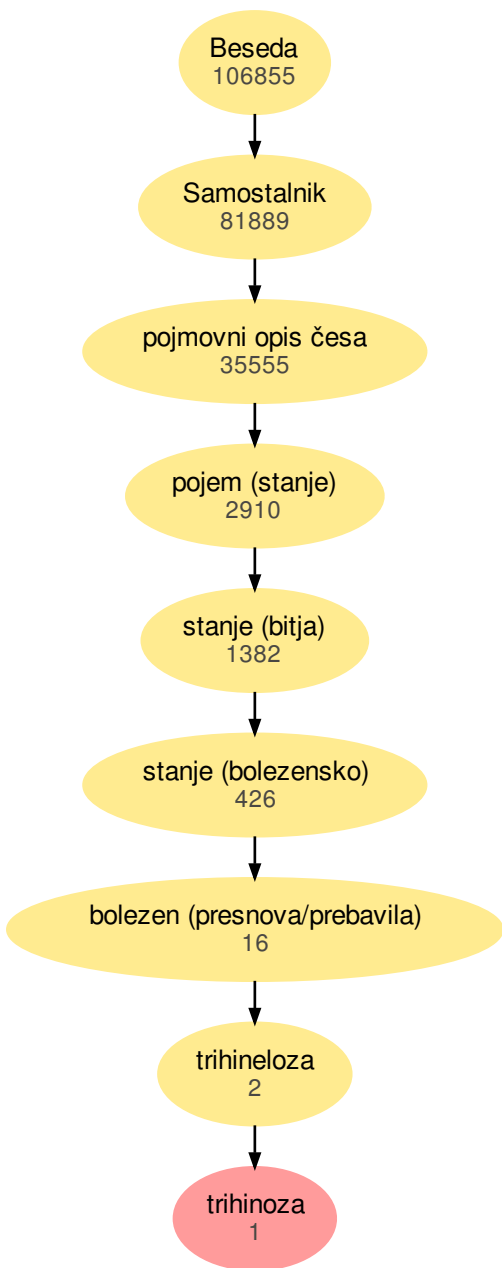 Beseda
106855
Samostalnik
81889
pojmovni opis česa
35555
pojem (stanje)
2910
stanje (bitja)
1382
stanje (bolezensko)
426
bolezen (presnova/prebavila)
16
trihineloza
2
trihinoza
1